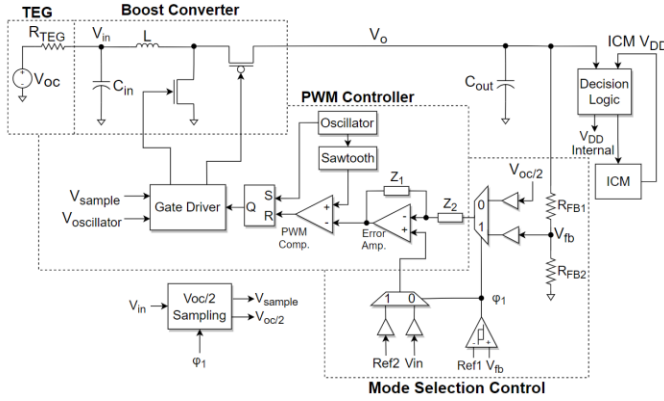 TEG
Boost Converter
R_TEG
V_in
L
V_o
ICM V_DD
Voc
C_in
C_out
Decision
Logic
PWM Controller
Oscillator
V_DD
Internal
Sawtooth
ICM
V_oc/2
Z_1
Z_2
V_sample
V_oscillator
Gate Driver
Q
S
R
+
-
PWM
Comp.
Error
Amp.
-
+
0
1
R_FB1
V_fb
R_FB2
V_in
Voc/2
Sampling
V_sample
V_oc/2
φ_1
1 0
φ_1
Ref2
Vin
- +
Ref1
V_fb
Mode Selection Control